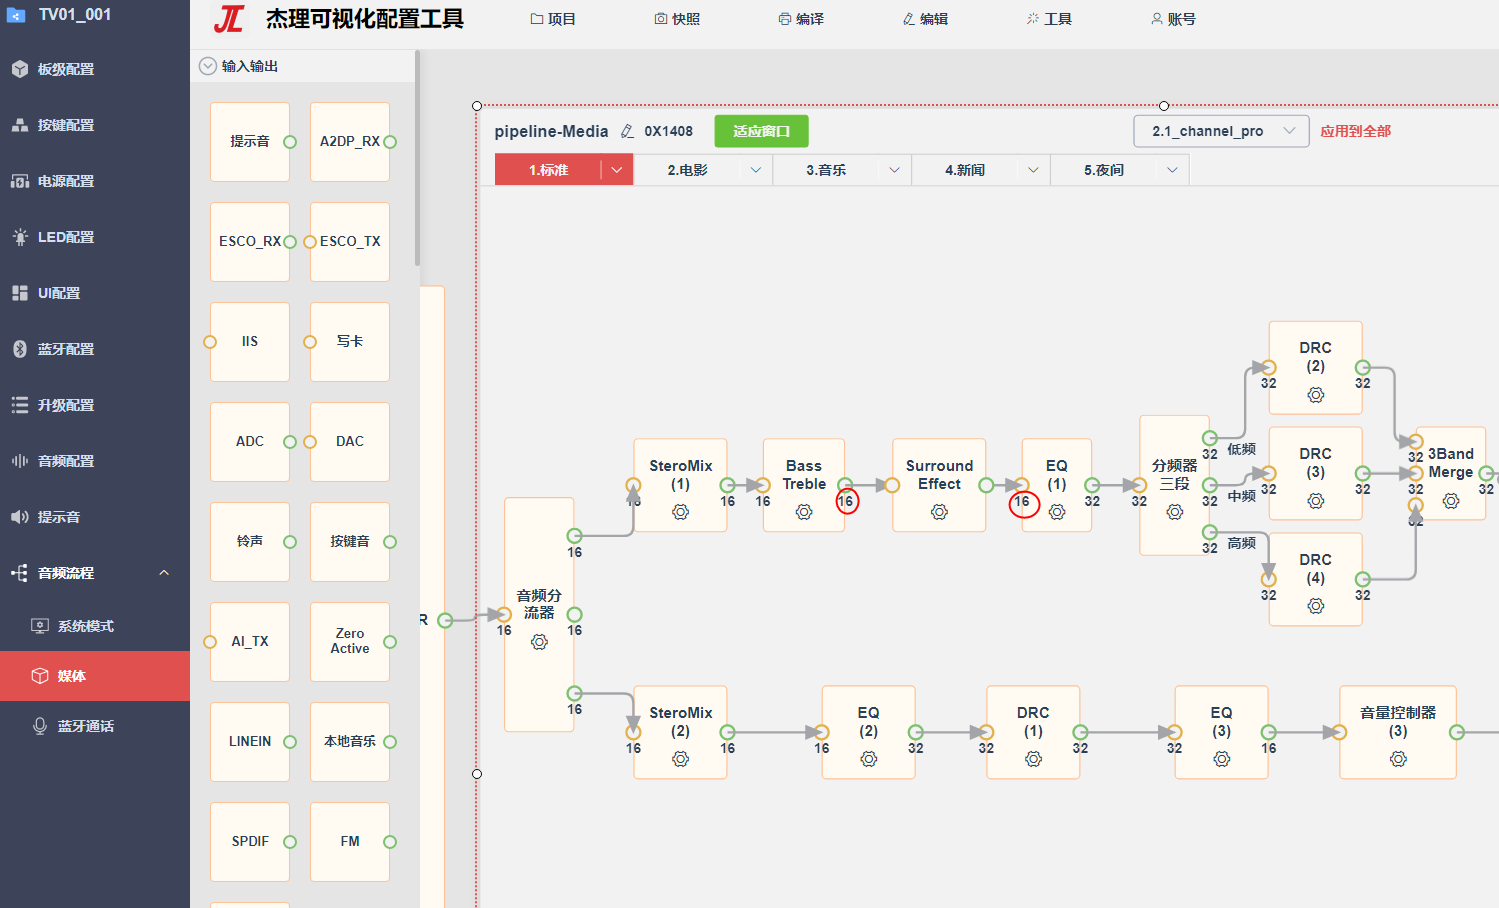 TV01_001
板级配置
按键配置
电源配置
LED配置
UI配置
蓝牙配置
升级配置
音频配置
提示音
音频流程
系统模式
媒体
蓝牙通话
JL
杰理可视化配置工具
项目
快照
编译
编辑
工具
账号
输入输出
提示音
A2DP_RX
ESCO_RX
ESCO_TX
IIS
写卡
ADC
DAC
铃声
按键音
AI_TX
Zero
Active
LINEIN
本地音乐
SPDIF
FM
pipeline-Media
0X1408
适应窗口
2.1_channel_pro
应用到全部
1.标准
2.电影
3.音乐
4.新闻
5.夜间
R
16
音频分
流器
16
16
16
16
SteroMix
(1)
16
16
Bass
Treble
16
Surround
Effect
16
EQ
(1)
32
32
分频器
三段
32
低频
32
中频
32
高频
32
DRC
(2)
32
32
DRC
(3)
32
32
DRC
(4)
32
32
32
32
3Band
Merge
32
16
SteroMix
(2)
16
16
EQ
(2)
32
32
DRC
(1)
32
32
EQ
(3)
16
音量控制器
(3)